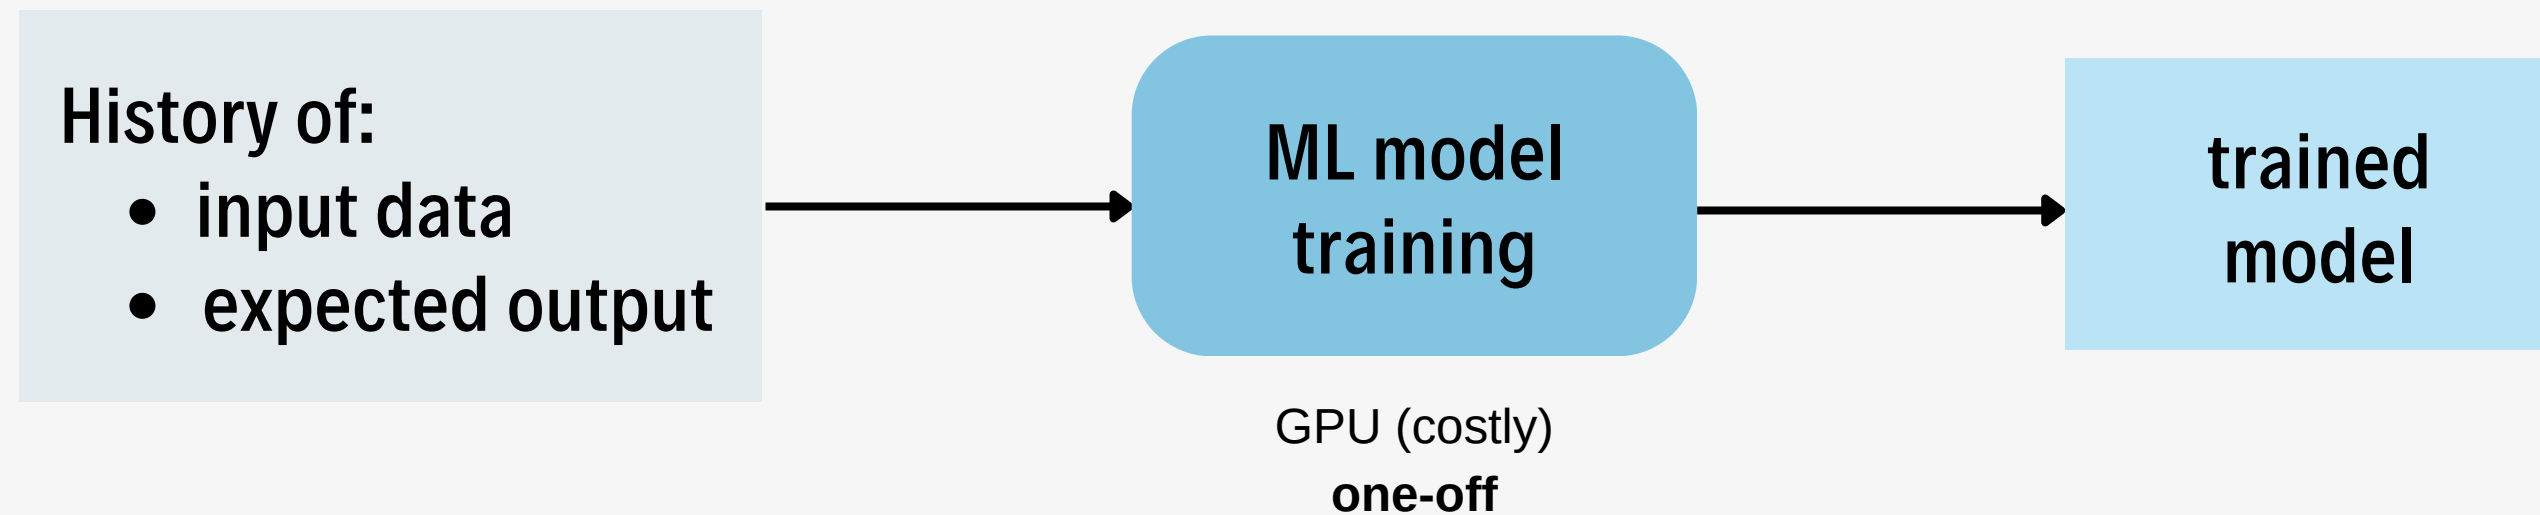 History of:
• input data
• expected output
ML model
training
GPU (costly)
one-off
trained
model